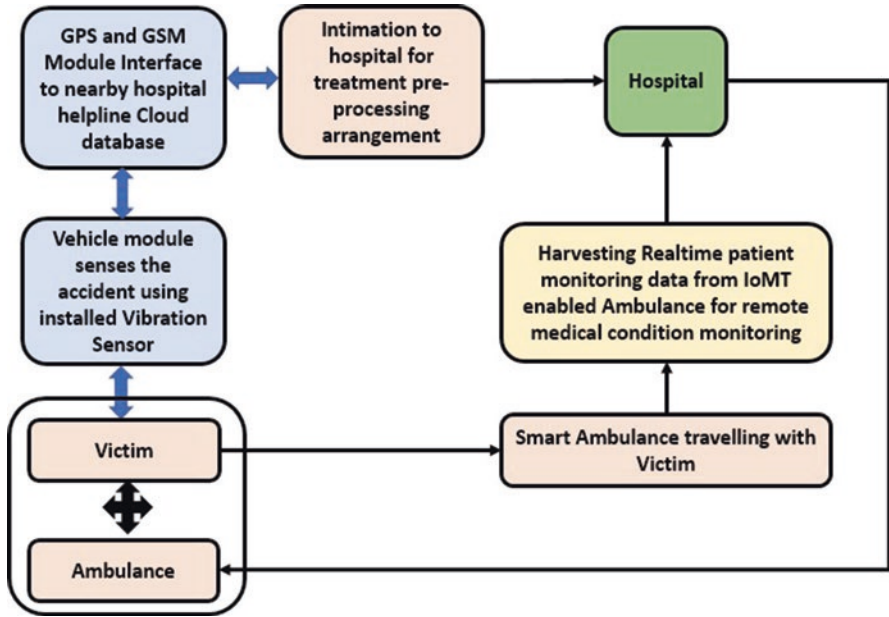 GPS and GSM
Module Interface
to nearby hospital
helpline Cloud
database
Intimation to
hospital for
treatment pre-
processing
arrangement
Hospital
Vehicle module
senses the
accident using
installed Vibration
Sensor
Harvesting Realtime patient
monitoring data from IoMT
enabled Ambulance for remote
medical condition monitoring
Victim
Smart Ambulance travelling with
Victim
Ambulance